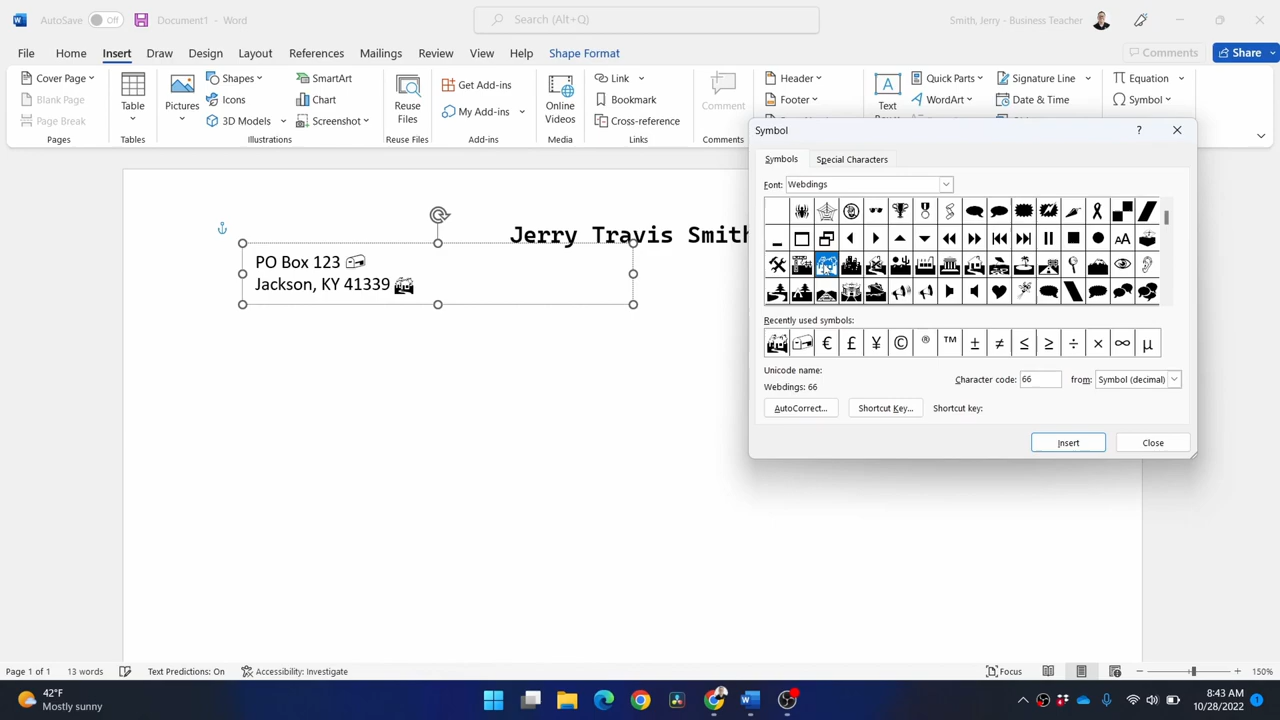 AutoSave Off Document1 - Word Search (Alt+Q) Smith, Jerry - Business Teacher
File Home Insert Draw Design Layout References Mailings Review View Help Shape Format Comments Share
Cover Page
Blank Page
Page Break
Pages
Table
Tables
Pictures
Shapes
Icons
3D Models
SmartArt
Chart
Screenshot
Illustrations
Reuse
Files
Reuse Files
Get Add-ins
My Add-ins
Add-ins
Online
Videos
Media
Link
Bookmark
Cross-reference
Links
Comment
Comments
Header
Footer
Text
Quick Parts
WordArt
Signature Line
Date & Time
Equation
Symbol
Jerry Travis Smith
PO Box 123
Jackson, KY 41339
Symbol ?
Symbols Special Characters
Font: Webdings
AA
Recently used symbols:
€ £ ¥ © ® ™ ± ≠ ≤ ≥ ÷ × ∞ µ
Unicode name:
Webdings: 66
Character code: 66 from: Symbol (decimal)
AutoCorrect... Shortcut Key... Shortcut key:
Insert Close
Page 1 of 1 13 words Text Predictions: On Accessibility: Investigate Focus 150%
42°F
Mostly sunny
8:43 AM
10/28/2022
1